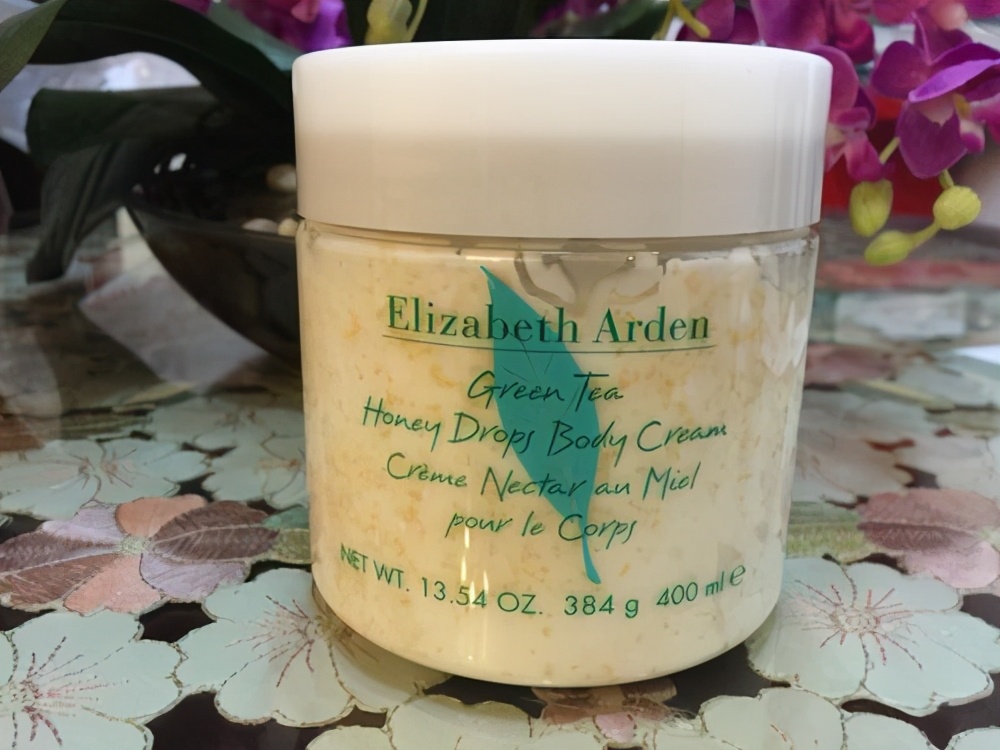 Elizabeth Arden
Green Tea
Honey Drops Body Cream
Crème Nectar au Miel
pour le Corps
NET WT. 13.54 OZ. 384 g 400 ml ℮